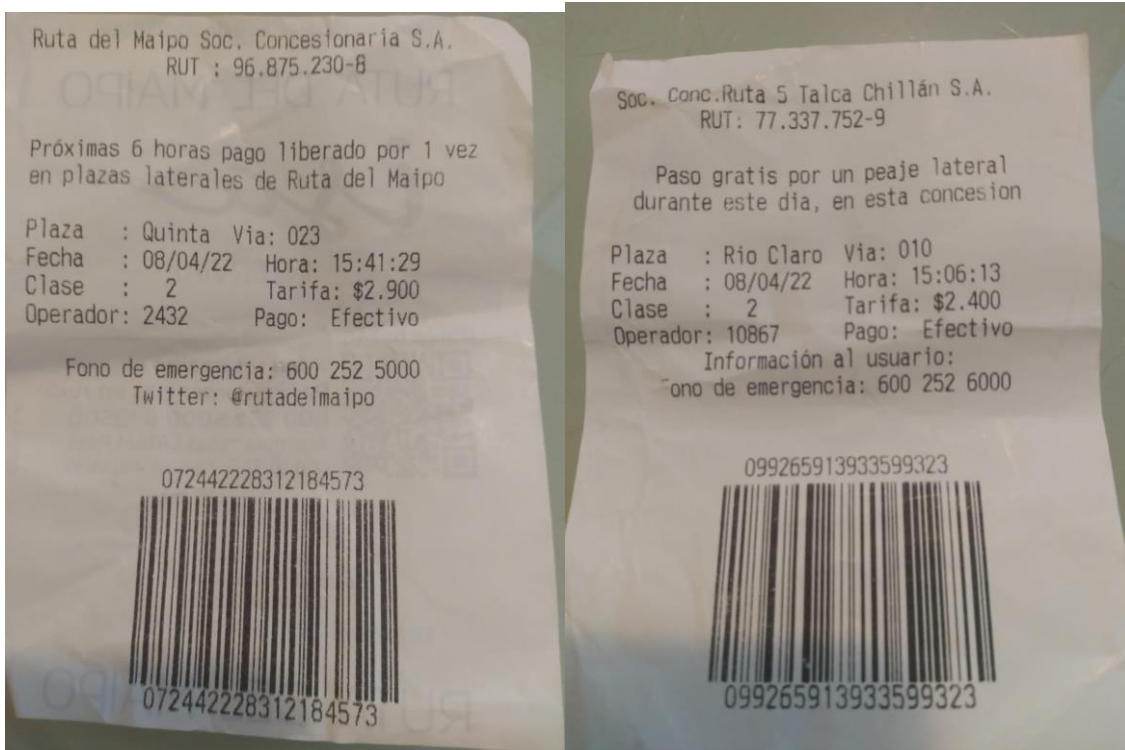 Ruta del Maipo Soc. Concesionaria S.A.
RUT : 96.875.230-8
Próximas 6 horas pago liberado por 1 vez
en plazas laterales de Ruta del Maipo
Plaza : Quinta Via: 023
Fecha : 08/04/22 Hora: 15:41:29
Clase : 2 Tarifa: $2.900
Operador: 2432 Pago: Efectivo
Fono de emergencia: 600 252 5000
Twitter: @rutadelmaipo
072442228312184573
072442228312184573
Soc. Conc.Ruta 5 Talca Chillán S.A.
RUT: 77.337.752-9
Paso gratis por un peaje lateral
durante este dia, en esta concesion
Plaza : Rio Claro Via: 010
Fecha : 08/04/22 Hora: 15:06:13
Clase : 2 Tarifa: $2.400
Operador: 10867 Pago: Efectivo
Información al usuario:
Fono de emergencia: 600 252 6000
099265913933599323
099265913933599323